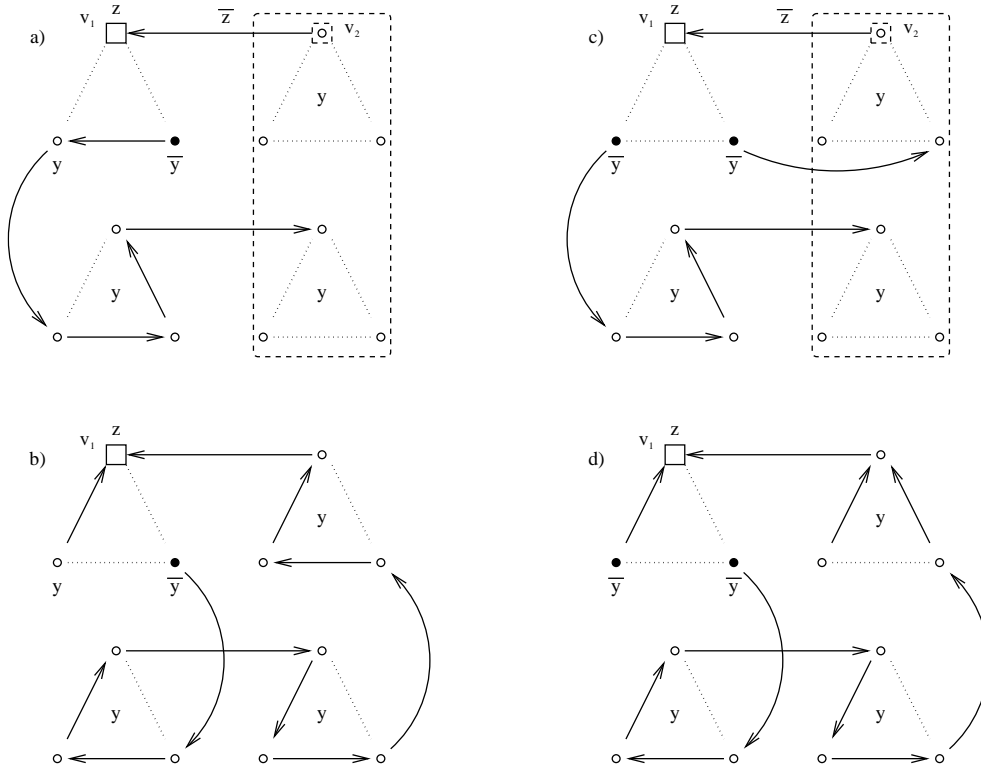 a) v₁ z z̅ v₂
y
y y̅
y y
c) v₁ z z̅ v₂
y
y̅ y̅
y y
b) v₁ z
y
y y̅
y y
d) v₁ z
y
y̅ y̅
y y